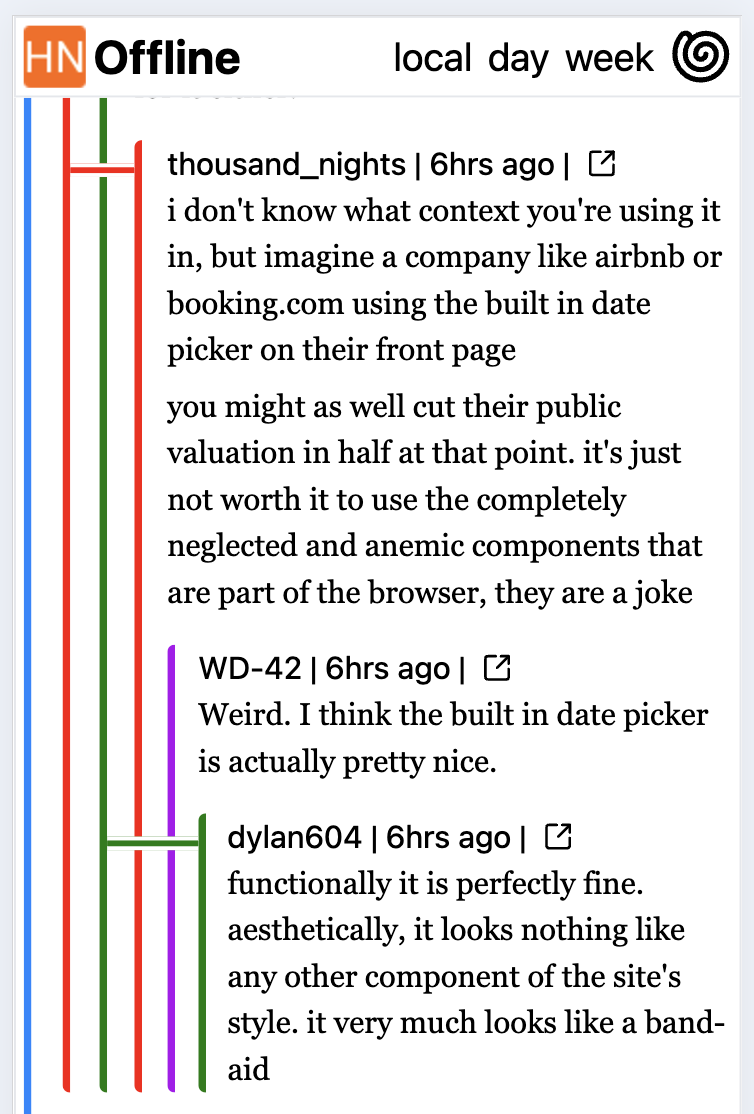 HN Offline local day week
thousand_nights | 6hrs ago |
i don't know what context you're using it
in, but imagine a company like airbnb or
booking.com using the built in date
picker on their front page
you might as well cut their public
valuation in half at that point. it's just
not worth it to use the completely
neglected and anemic components that
are part of the browser, they are a joke
WD-42 | 6hrs ago |
Weird. I think the built in date picker
is actually pretty nice.
dylan604 | 6hrs ago |
functionally it is perfectly fine.
aesthetically, it looks nothing like
any other component of the site's
style. it very much looks like a band-
aid